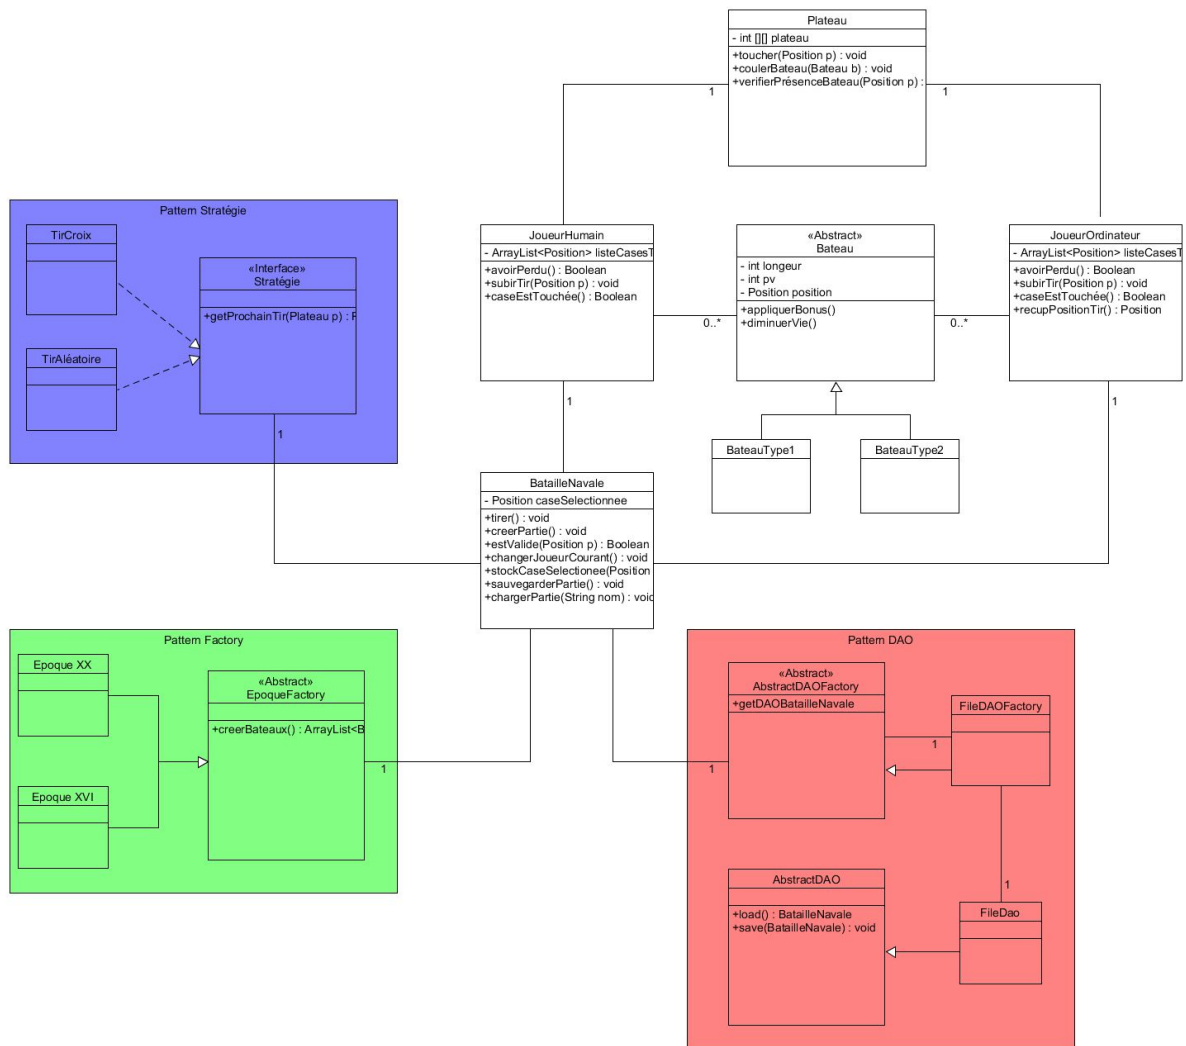 Plateau
- int [][] plateau
+toucher(Position p) : void
+coulerBateau(Bateau b) : void
+verifierPrésenceBateau(Position p) :
1
1
Pattern Stratégie
TirCroix
«Interface»
Stratégie
+getProchainTir(Plateau p) :
TirAléatoire
1
JoueurHumain
- ArrayList<Position> listeCasesT
+avoirPerdu() : Boolean
+subirTir(Position p) : void
+caseEstTouchée() : Boolean
1
«Abstract»
Bateau
- int longeur
- int pv
- Position position
+appliquerBonus()
+diminuerVie()
0..*
0..*
JoueurOrdinateur
- ArrayList<Position> listeCasesT
+avoirPerdu() : Boolean
+subirTir(Position p) : void
+caseEstTouchée() : Boolean
+recupPositionTir() : Position
1
BateauType1
BateauType2
BatailleNavale
- Position caseSelectionnee
+tirer() : void
+creerPartie() : void
+estValide(Position p) : Boolean
+changerJoueurCourant() : void
+stockCaseSelectionee(Position
+sauvegarderPartie() : void
+chargerPartie(String nom) : void
Pattern Factory
Epoque XX
«Abstract»
EpoqueFactory
+creerBateaux() : ArrayList<B
1
Epoque XVI
Pattern DAO
«Abstract»
AbstractDAOFactory
+getDAOBatailleNavale
1
FileDAOFactory
1
1
AbstractDAO
+load() : BatailleNavale
+save(BatailleNavale) : void
FileDao